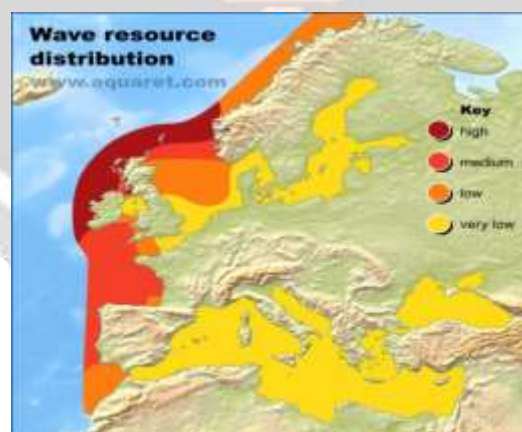 Wave resource
distribution
www.aquaret.com
Key
high
medium
low
very low